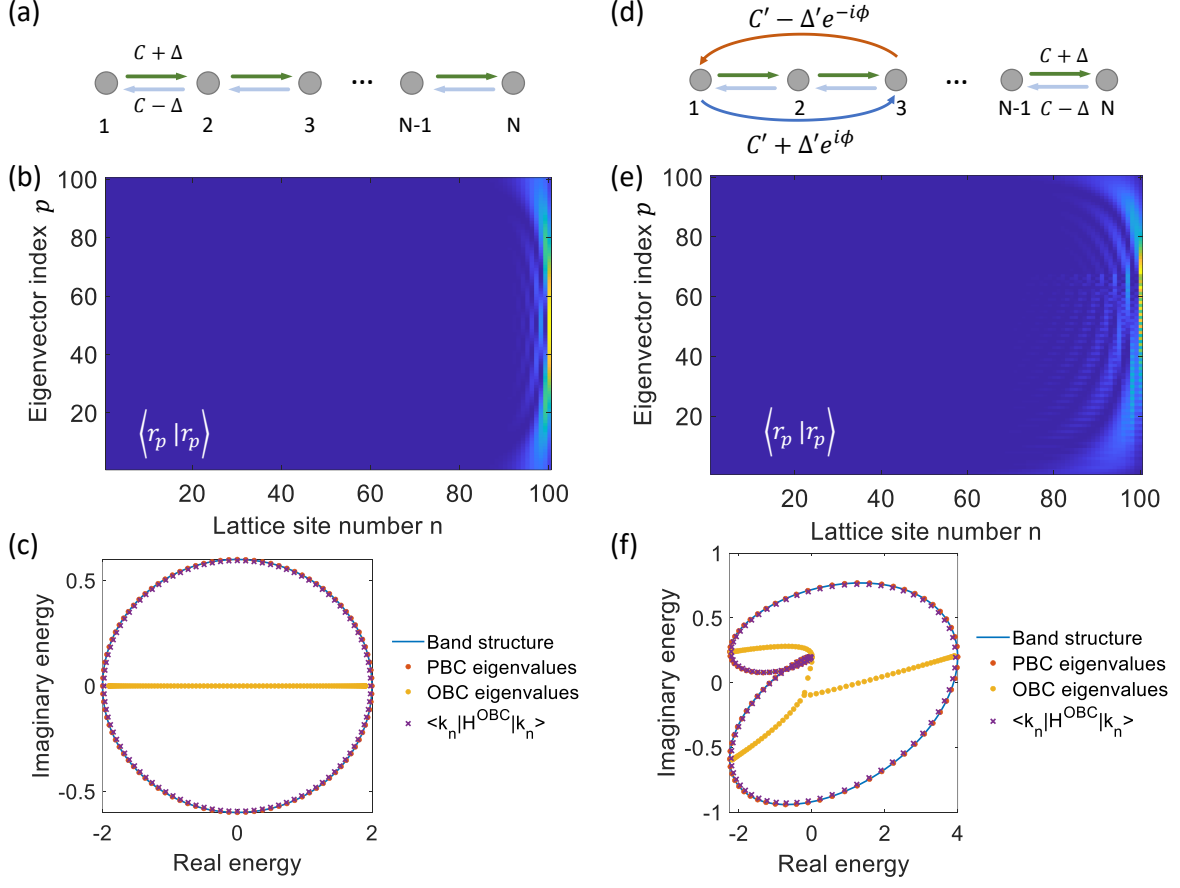 (a)
C + Δ
C − Δ
...
1 2 3 N-1 N
(b)
Eigenvector index p
100
80
60
40
20
⟨r_p |r_p⟩
20 40 60 80 100
Lattice site number n
(c)
Imaginary energy
0.5
0
-0.5
-2 0 2
Real energy
Band structure
PBC eigenvalues
OBC eigenvalues
<k_n|H^OBC|k_n>
(d)
C′ − Δ′e^{−iϕ}
C + Δ
...
1 2 3 N-1 C − Δ N
C′ + Δ′e^{iϕ}
(e)
Eigenvector index p
100
80
60
40
20
⟨r_p |r_p⟩
20 40 60 80 100
Lattice site number n
(f)
Imaginary energy
1
0.5
0
-0.5
-1
-2 0 2 4
Real energy
Band structure
PBC eigenvalues
OBC eigenvalues
<k_n|H^OBC|k_n>